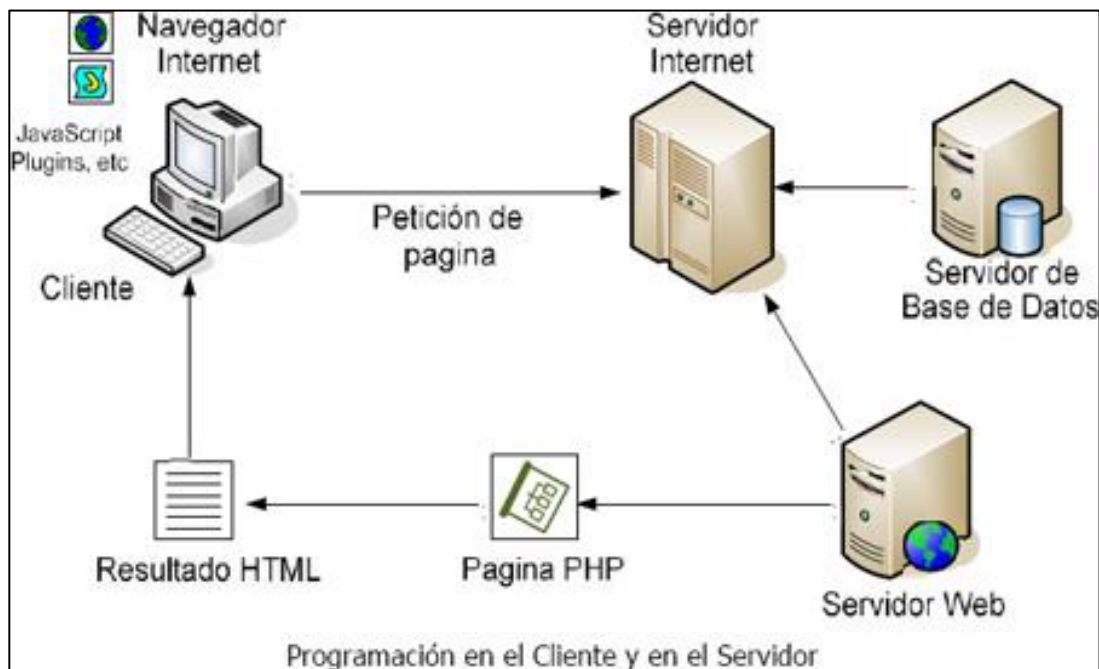 Navegador
Internet
Servidor
Internet
JavaScript
Plugins, etc
Petición de
pagina
Cliente
Servidor de
Base de Datos
Resultado HTML
Pagina PHP
Servidor Web
Programación en el Cliente y en el Servidor